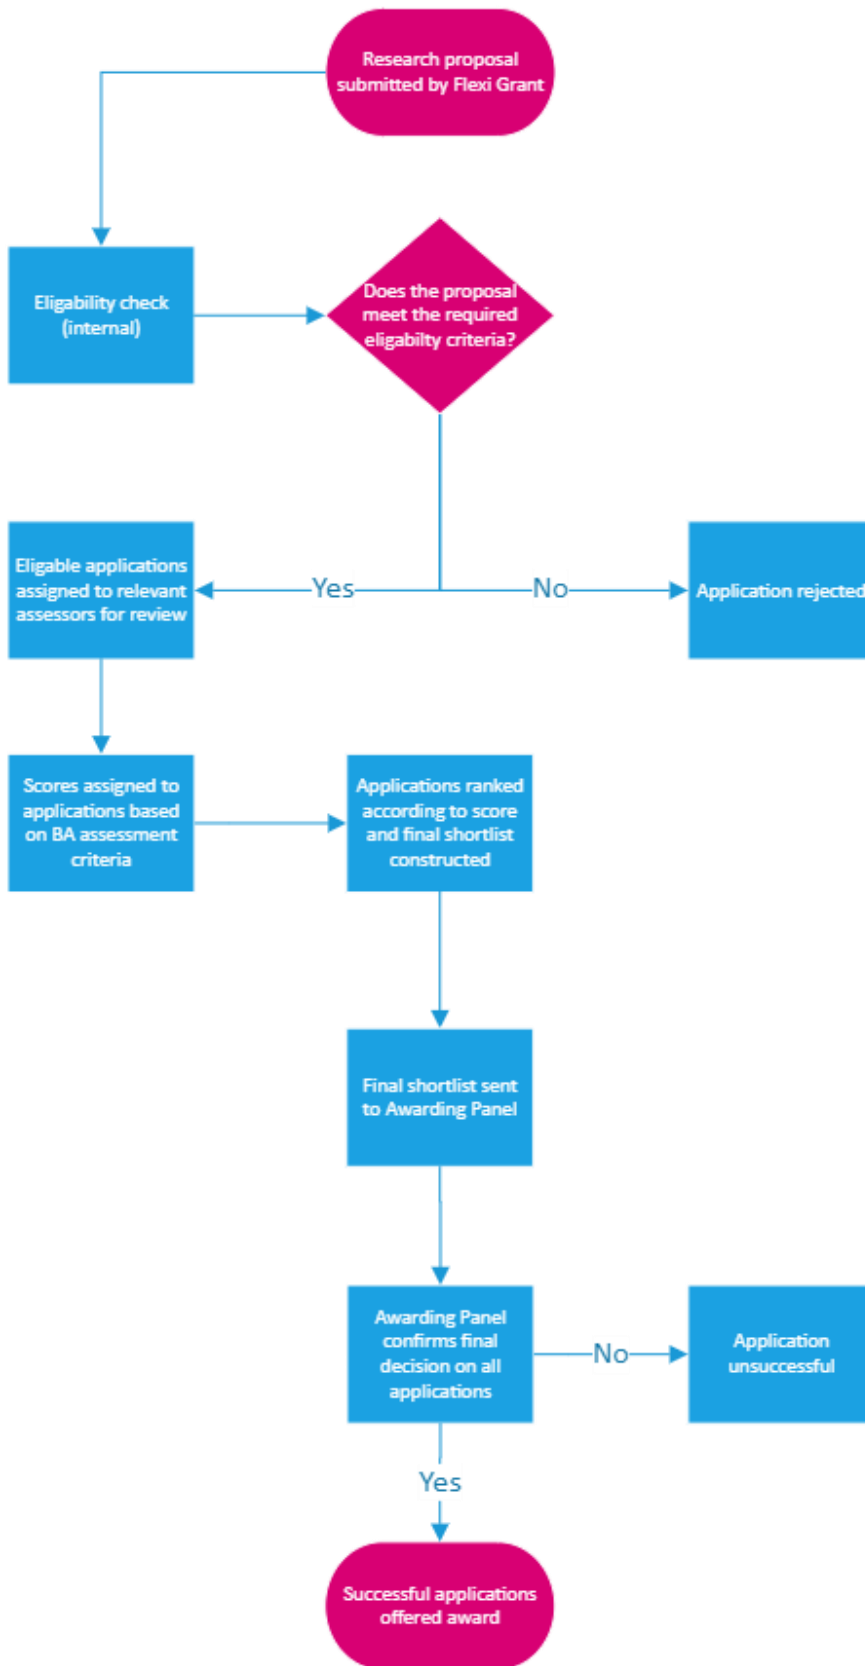 Research proposal
submitted by Flexi Grant
Eligability check
(internal)
Does the proposal
meet the required
eligabilty criteria?
Eligable applications
assigned to relevant
assessors for review
Yes
No
Application rejected
Scores assigned to
applications based
on BA assessment
criteria
Applications ranked
according to score
and final shortlist
constructed
Final shortlist sent
to Awarding Panel
Awarding Panel
confirms final
decision on all
applications
No
Application
unsuccessful
Yes
Successful applications
offered award